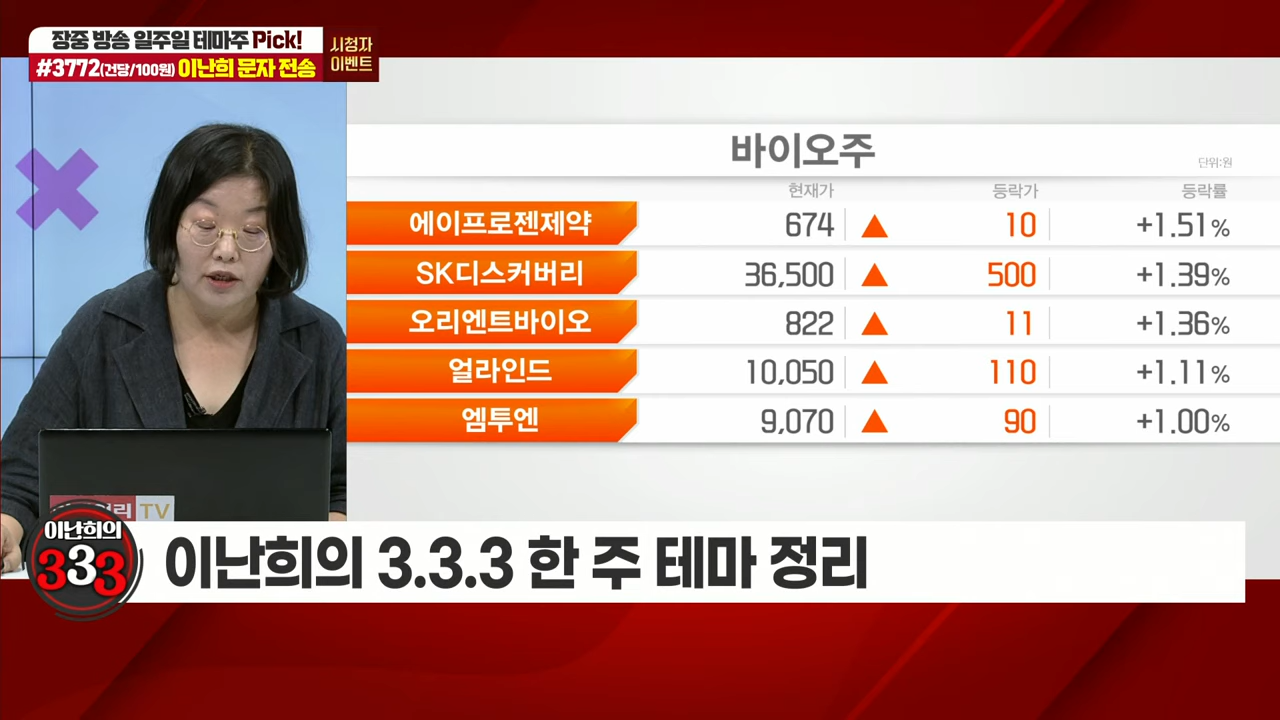 장중 방송 일주일 테마주 Pick!
#3772(건당/100원) 이난희 문자 전송
시청자
이벤트
바이오주
단위:원
현재가 등락가 등락률
에이프로젠제약 674 ▲ 10 +1.51%
SK디스커버리 36,500 ▲ 500 +1.39%
오리엔트바이오 822 ▲ 11 +1.36%
얼라인드 10,050 ▲ 110 +1.11%
엠투엔 9,070 ▲ 90 +1.00%
TV
이난희의
333
이난희의 3.3.3 한 주 테마 정리